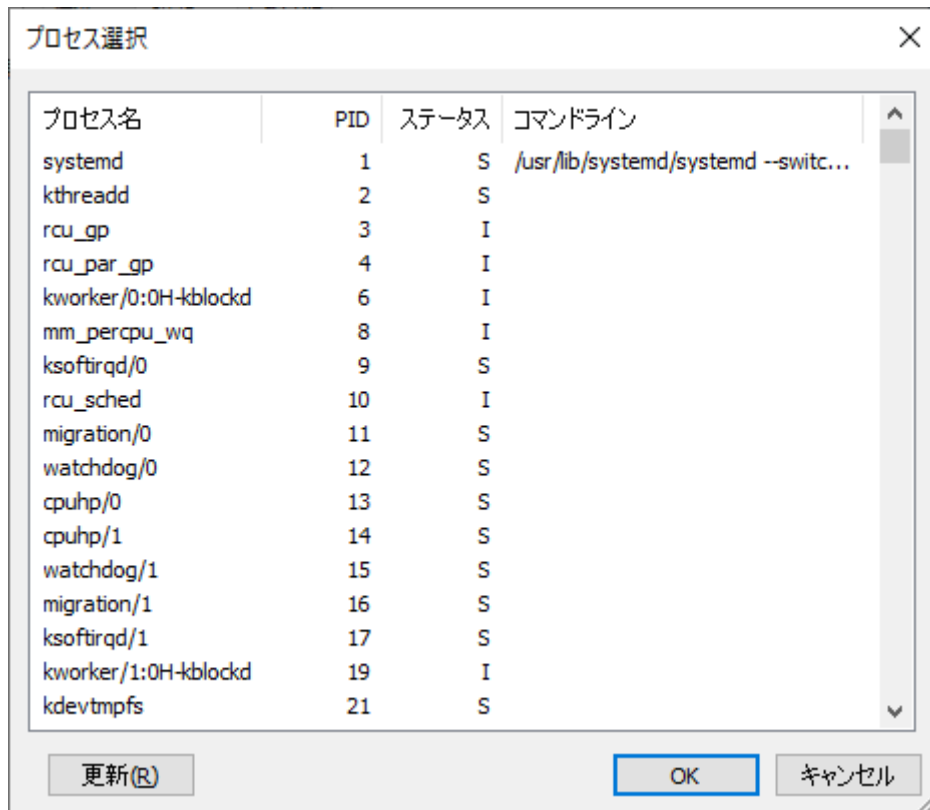 プロセス選択
プロセス名 PID ステータス コマンドライン
systemd 1 S /usr/lib/systemd/systemd --switc...
kthreadd 2 S
rcu_gp 3 I
rcu_par_gp 4 I
kworker/0:0H-kblockd 6 I
mm_percpu_wq 8 I
ksoftirqd/0 9 S
rcu_sched 10 I
migration/0 11 S
watchdog/0 12 S
cpuhp/0 13 S
cpuhp/1 14 S
watchdog/1 15 S
migration/1 16 S
ksoftirqd/1 17 S
kworker/1:0H-kblockd 19 I
kdevtmpfs 21 S
更新(R) OK キャンセル